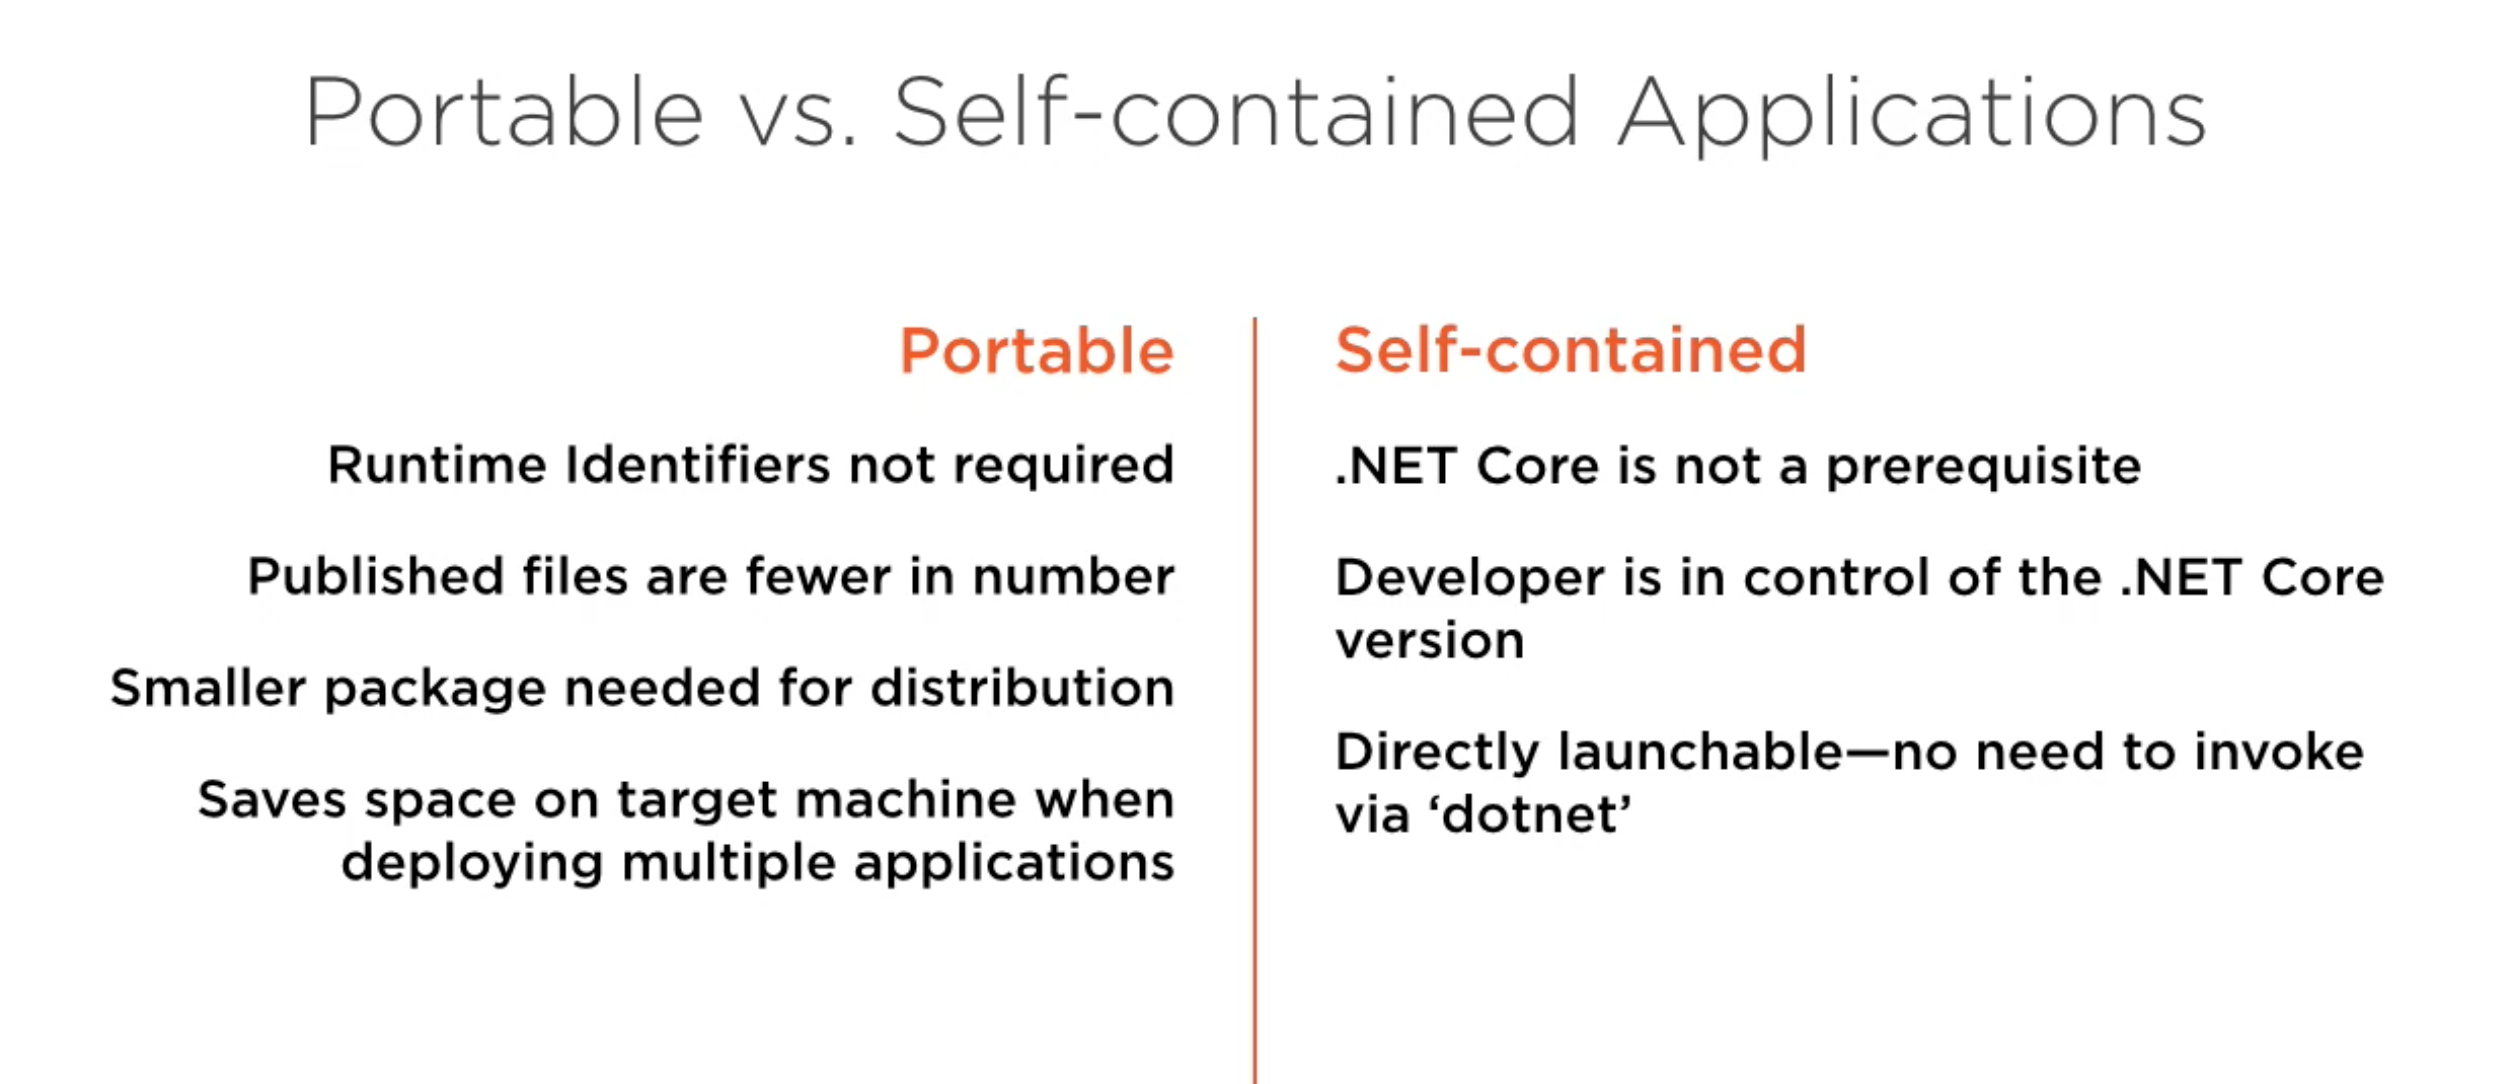 Portable vs. Self-contained Applications
Portable
Runtime Identifiers not required
Published files are fewer in number
Smaller package needed for distribution
Saves space on target machine when
deploying multiple applications
Self-contained
.NET Core is not a prerequisite
Developer is in control of the .NET Core
version
Directly launchable—no need to invoke
via ‘dotnet’